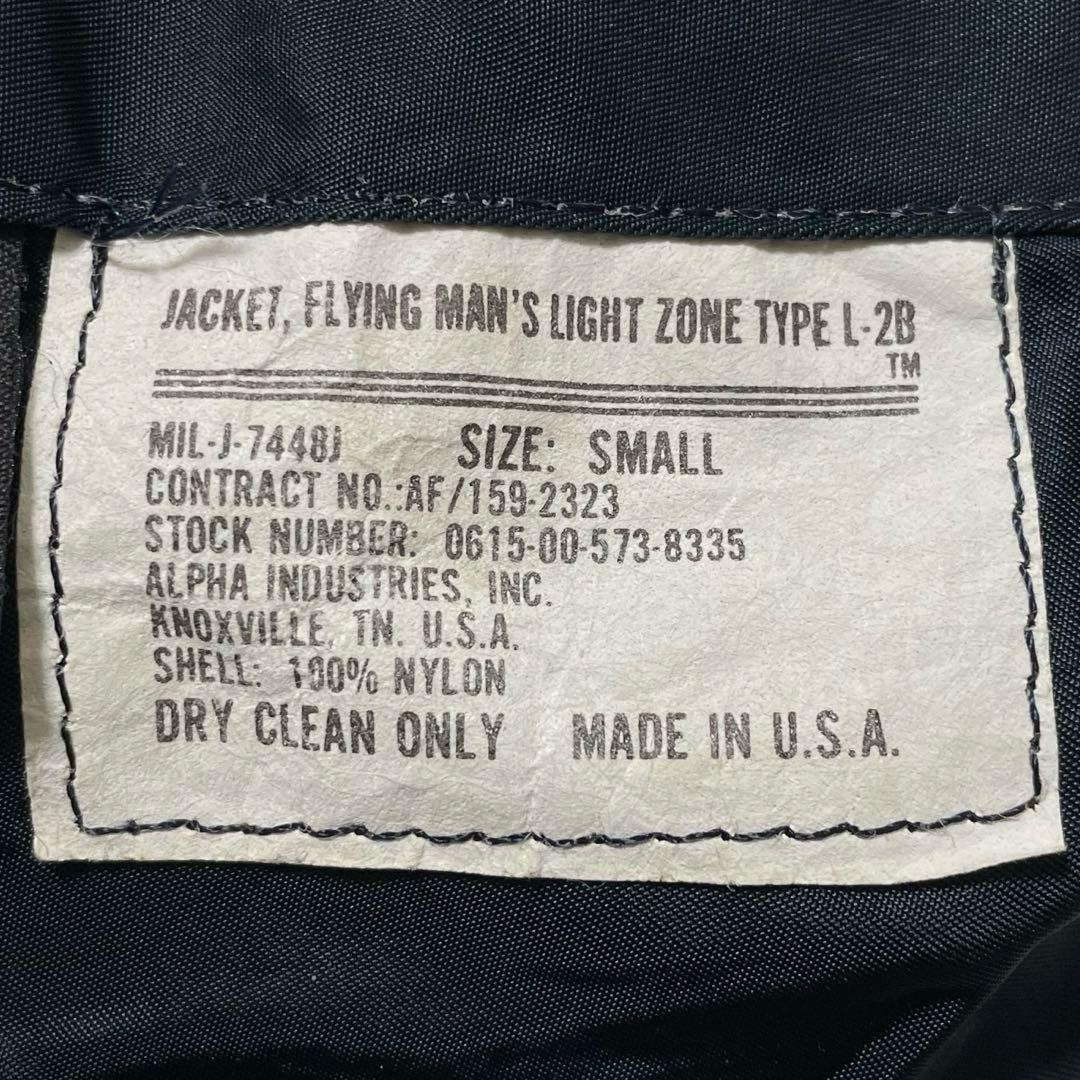 JACKET, FLYING MAN'S LIGHT ZONE TYPE L-2B
TM
MIL-J-7448J SIZE: SMALL
CONTRACT NO.:AF/159-2323
STOCK NUMBER: 0615-00-573-8335
ALPHA INDUSTRIES, INC.
KNOXVILLE, TN. U.S.A.
SHELL: 100% NYLON
DRY CLEAN ONLY MADE IN U.S.A.